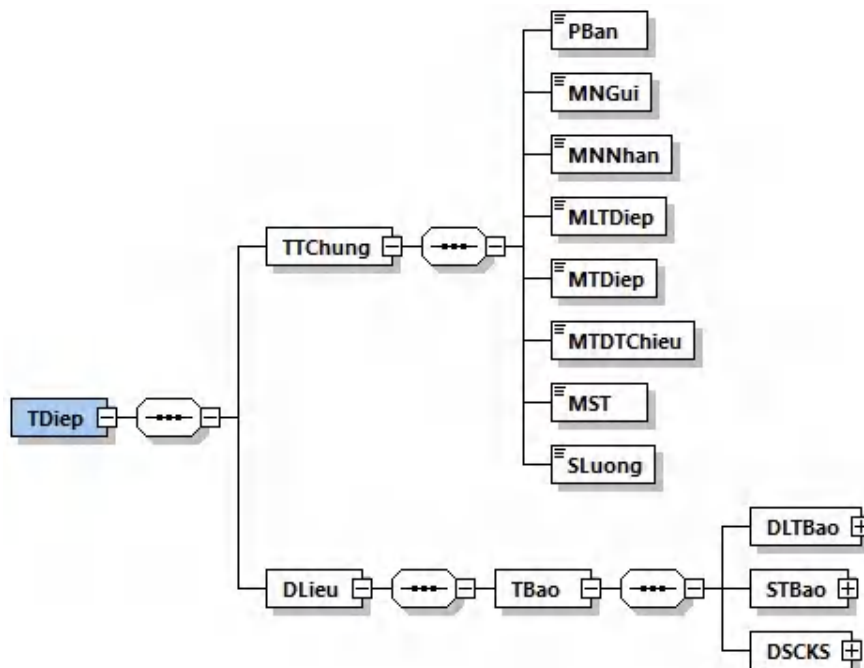 PBan
MNGui
MNNhan
MLTDiep
TTChung
MTDiep
MTDTChieu
TDiep
MST
SLuong
DLTBao
DLieu
TBao
STBao
DSCKS